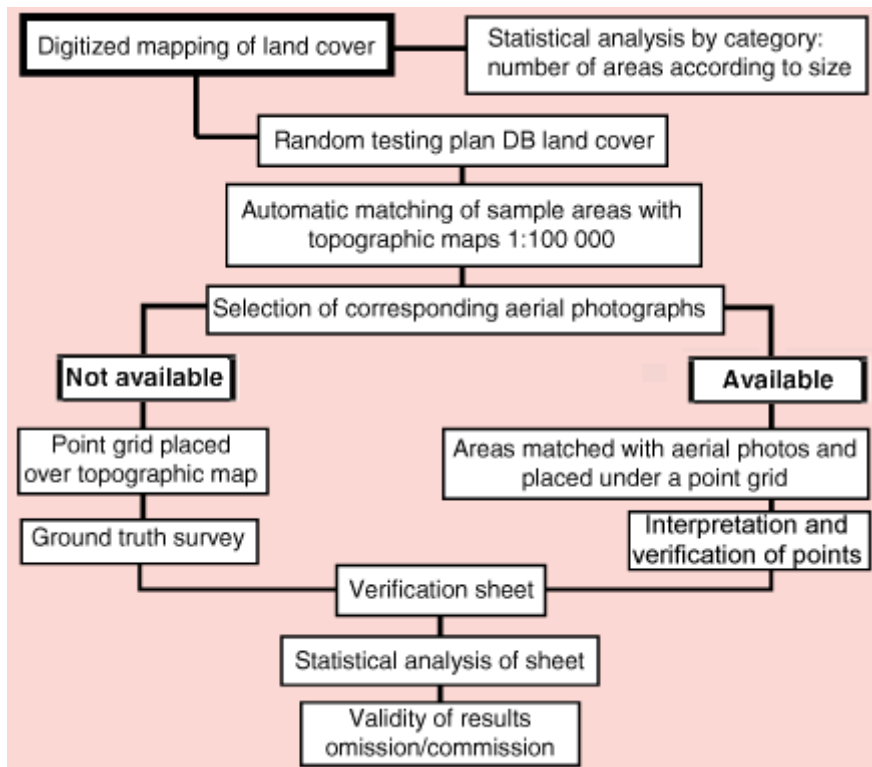 Digitized mapping of land cover
Statistical analysis by category:
number of areas according to size
Random testing plan DB land cover
Automatic matching of sample areas with
topographic maps 1:100 000
Selection of corresponding aerial photographs
Not available
Available
Point grid placed
over topographic map
Areas matched with aerial photos and
placed under a point grid
Ground truth survey
Interpretation and
verification of points
Verification sheet
Statistical analysis of sheet
Validity of results
omission/commission